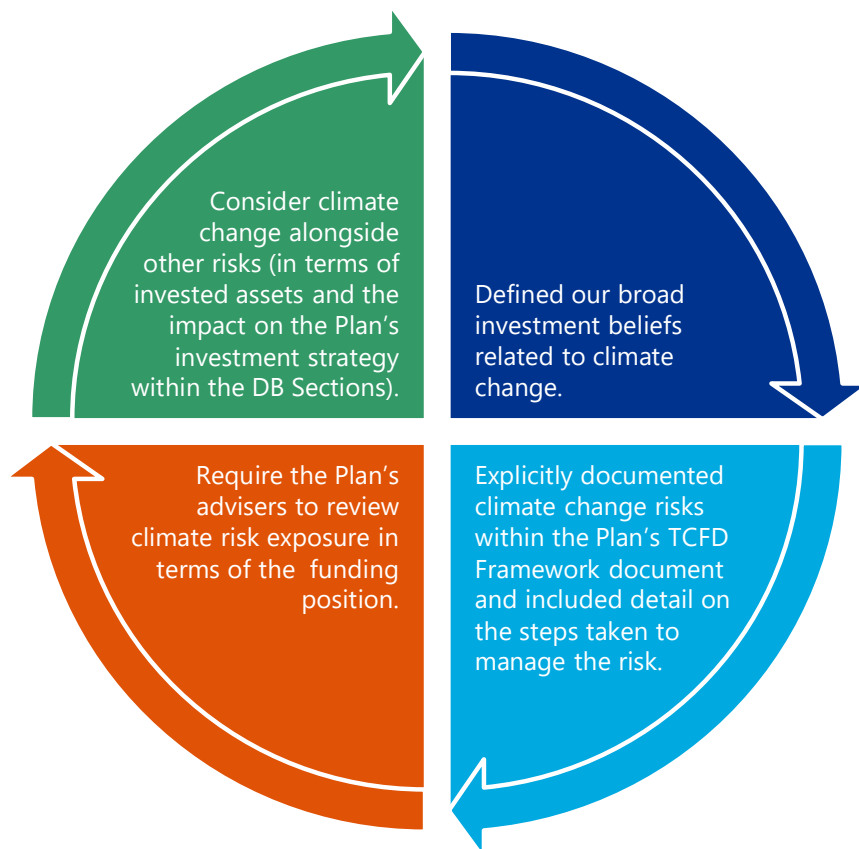 Consider climate
change alongside
other risks (in terms of
invested assets and the
impact on the Plan’s
investment strategy
within the DB Sections).
Defined our broad
investment beliefs
related to climate
change.
Require the Plan’s
advisers to review
climate risk exposure in
terms of the funding
position.
Explicitly documented
climate change risks
within the Plan’s TCFD
Framework document
and included detail on
the steps taken to
manage the risk.